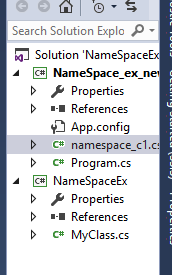 Search Solution Explo
Solution 'NameSpaceEx
C# NameSpace_ex_new
Properties
References
App.config
C# namespace_c1.cs
C# Program.cs
C# NameSpaceEx
Properties
References
C# MyClass.cs
Properties